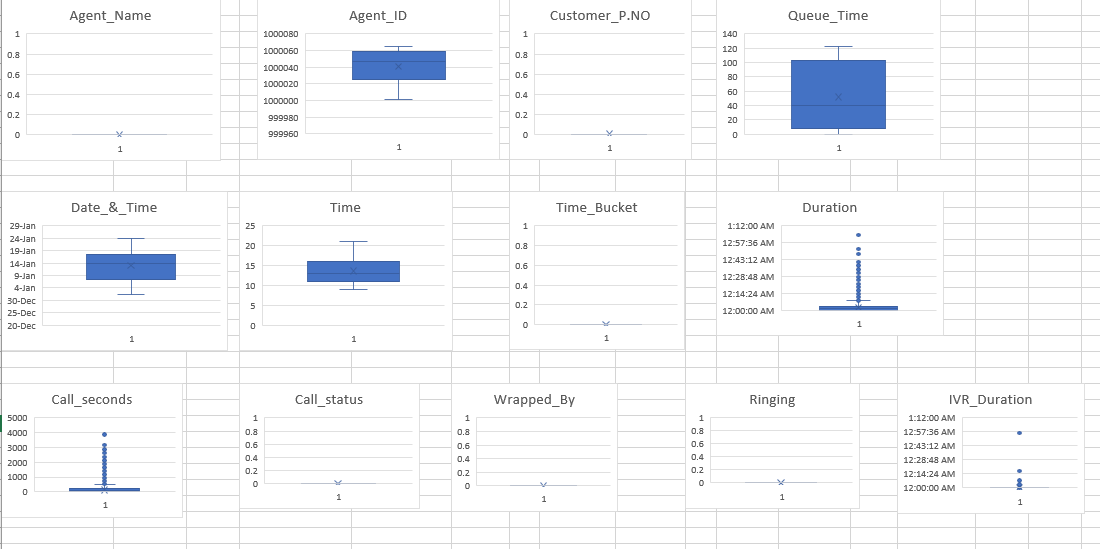 Agent_Name
1
0.8
0.6
0.4
0.2
0
1
Agent_ID
1000080
1000060
1000040
1000020
1000000
999980
999960
1
Customer_P.NO
1
0.8
0.6
0.4
0.2
0
1
Queue_Time
140
120
100
80
60
40
20
0
1
Date_&_Time
29-Jan
24-Jan
19-Jan
14-Jan
9-Jan
4-Jan
30-Dec
25-Dec
20-Dec
1
Time
25
20
15
10
5
0
1
Time_Bucket
1
0.8
0.6
0.4
0.2
0
1
Duration
1:12:00 AM
12:57:36 AM
12:43:12 AM
12:28:48 AM
12:14:24 AM
12:00:00 AM
1
Call_seconds
5000
4000
3000
2000
1000
0
1
Call_status
1
0.8
0.6
0.4
0.2
0
1
Wrapped_By
1
0.8
0.6
0.4
0.2
0
1
Ringing
1
0.8
0.6
0.4
0.2
0
1
IVR_Duration
1:12:00 AM
12:57:36 AM
12:43:12 AM
12:28:48 AM
12:14:24 AM
12:00:00 AM
1